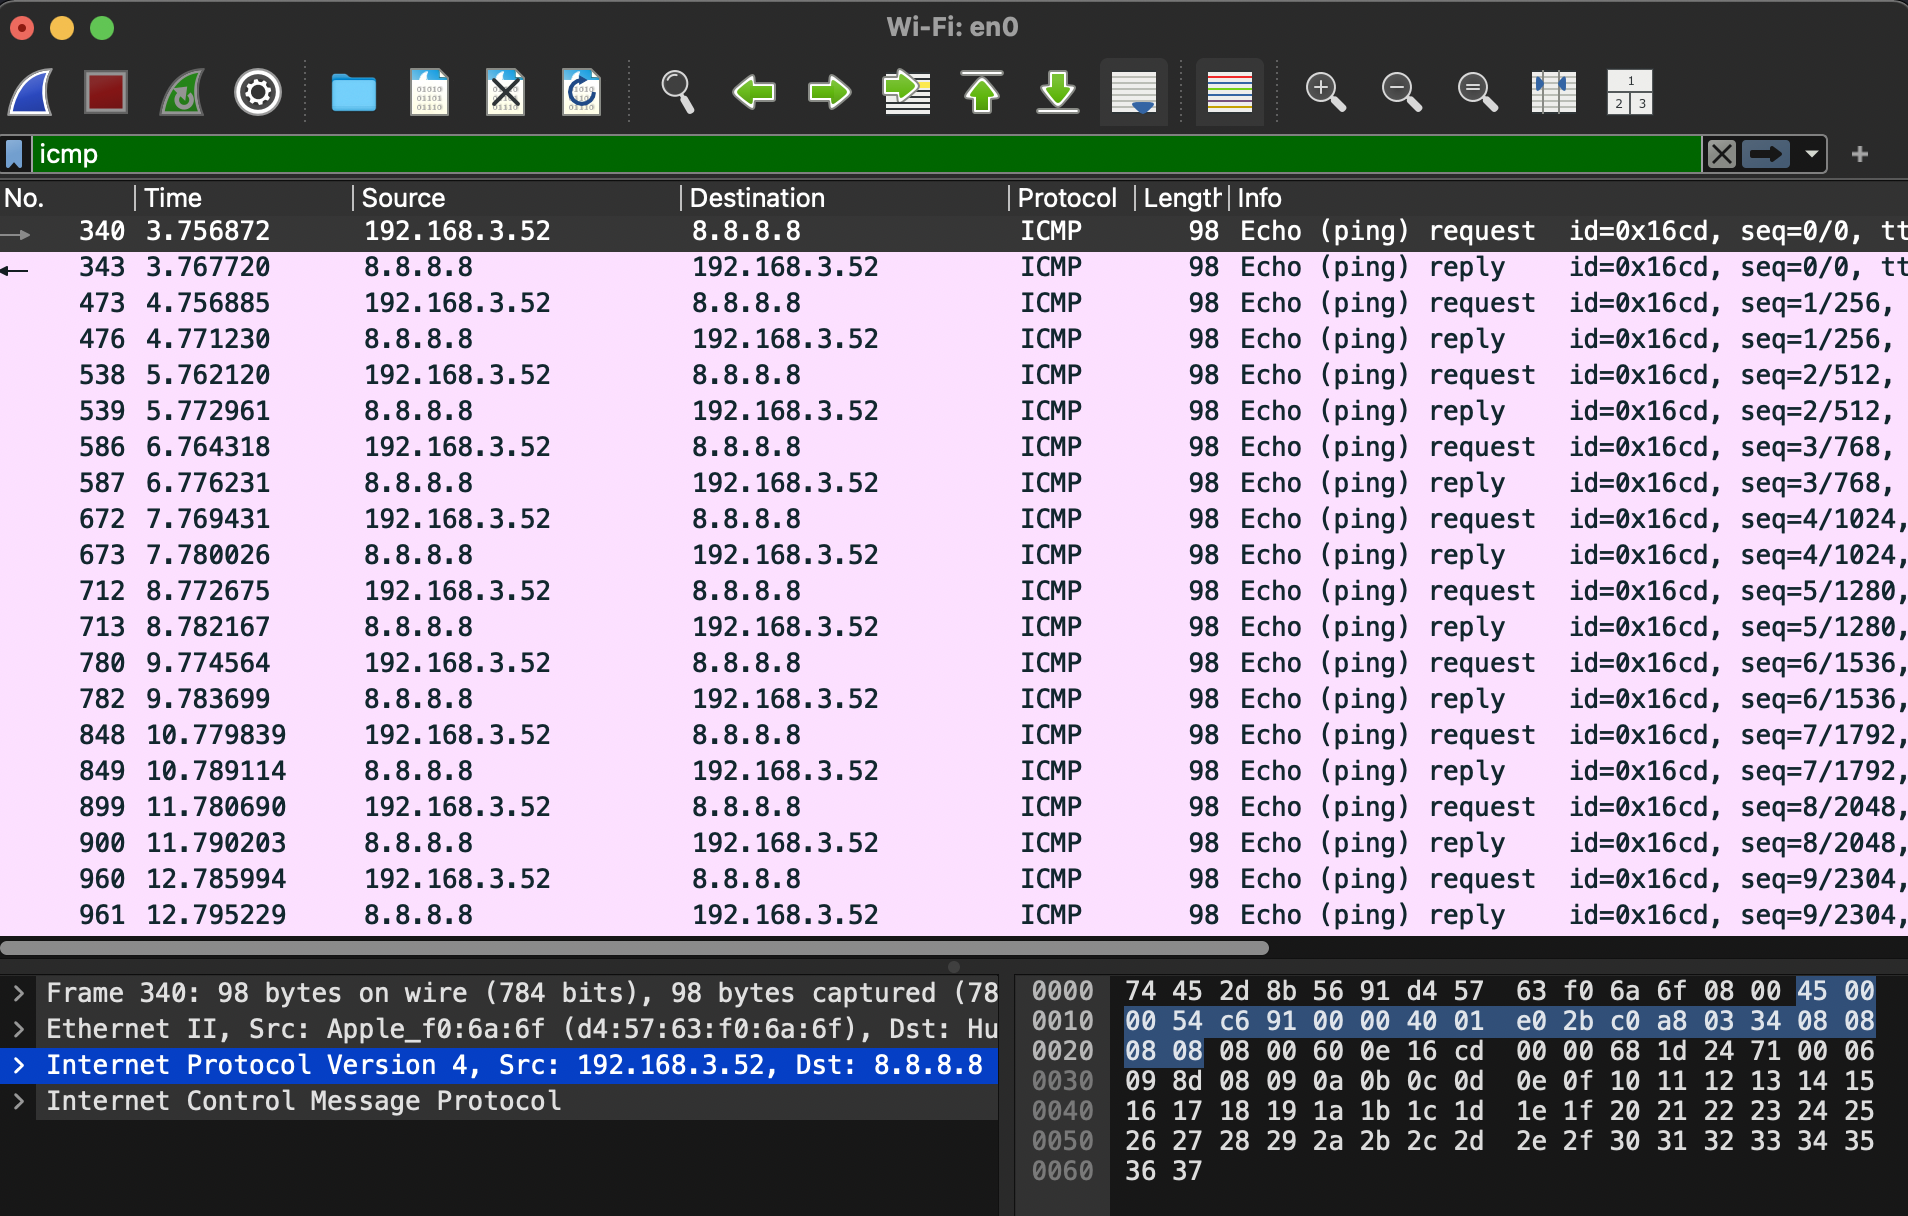 Wi-Fi: en0
icmp
No. Time Source Destination Protocol Length Info
340 3.756872 192.168.3.52 8.8.8.8 ICMP 98 Echo (ping) request id=0x16cd, seq=0/0, tt
343 3.767720 8.8.8.8 192.168.3.52 ICMP 98 Echo (ping) reply id=0x16cd, seq=0/0, tt
473 4.756885 192.168.3.52 8.8.8.8 ICMP 98 Echo (ping) request id=0x16cd, seq=1/256,
476 4.771230 8.8.8.8 192.168.3.52 ICMP 98 Echo (ping) reply id=0x16cd, seq=1/256,
538 5.762120 192.168.3.52 8.8.8.8 ICMP 98 Echo (ping) request id=0x16cd, seq=2/512,
539 5.772961 8.8.8.8 192.168.3.52 ICMP 98 Echo (ping) reply id=0x16cd, seq=2/512,
586 6.764318 192.168.3.52 8.8.8.8 ICMP 98 Echo (ping) request id=0x16cd, seq=3/768,
587 6.776231 8.8.8.8 192.168.3.52 ICMP 98 Echo (ping) reply id=0x16cd, seq=3/768,
672 7.769431 192.168.3.52 8.8.8.8 ICMP 98 Echo (ping) request id=0x16cd, seq=4/1024,
673 7.780026 8.8.8.8 192.168.3.52 ICMP 98 Echo (ping) reply id=0x16cd, seq=4/1024,
712 8.772675 192.168.3.52 8.8.8.8 ICMP 98 Echo (ping) request id=0x16cd, seq=5/1280,
713 8.782167 8.8.8.8 192.168.3.52 ICMP 98 Echo (ping) reply id=0x16cd, seq=5/1280,
780 9.774564 192.168.3.52 8.8.8.8 ICMP 98 Echo (ping) request id=0x16cd, seq=6/1536,
782 9.783699 8.8.8.8 192.168.3.52 ICMP 98 Echo (ping) reply id=0x16cd, seq=6/1536,
848 10.779839 192.168.3.52 8.8.8.8 ICMP 98 Echo (ping) request id=0x16cd, seq=7/1792,
849 10.789114 8.8.8.8 192.168.3.52 ICMP 98 Echo (ping) reply id=0x16cd, seq=7/1792,
899 11.780690 192.168.3.52 8.8.8.8 ICMP 98 Echo (ping) request id=0x16cd, seq=8/2048,
900 11.790203 8.8.8.8 192.168.3.52 ICMP 98 Echo (ping) reply id=0x16cd, seq=8/2048,
960 12.785994 192.168.3.52 8.8.8.8 ICMP 98 Echo (ping) request id=0x16cd, seq=9/2304,
961 12.795229 8.8.8.8 192.168.3.52 ICMP 98 Echo (ping) reply id=0x16cd, seq=9/2304,
Frame 340: 98 bytes on wire (784 bits), 98 bytes captured (78
Ethernet II, Src: Apple_f0:6a:6f (d4:57:63:f0:6a:6f), Dst: Hu
Internet Protocol Version 4, Src: 192.168.3.52, Dst: 8.8.8.8
Internet Control Message Protocol
0000 74 45 2d 8b 56 91 d4 57 63 f0 6a 6f 08 00 45 00
0010 00 54 c6 91 00 00 40 01 e0 2b c0 a8 03 34 08 08
0020 08 08 08 00 60 0e 16 cd 00 00 68 1d 24 71 00 06
0030 09 8d 08 09 0a 0b 0c 0d 0e 0f 10 11 12 13 14 15
0040 16 17 18 19 1a 1b 1c 1d 1e 1f 20 21 22 23 24 25
0050 26 27 28 29 2a 2b 2c 2d 2e 2f 30 31 32 33 34 35
0060 36 37